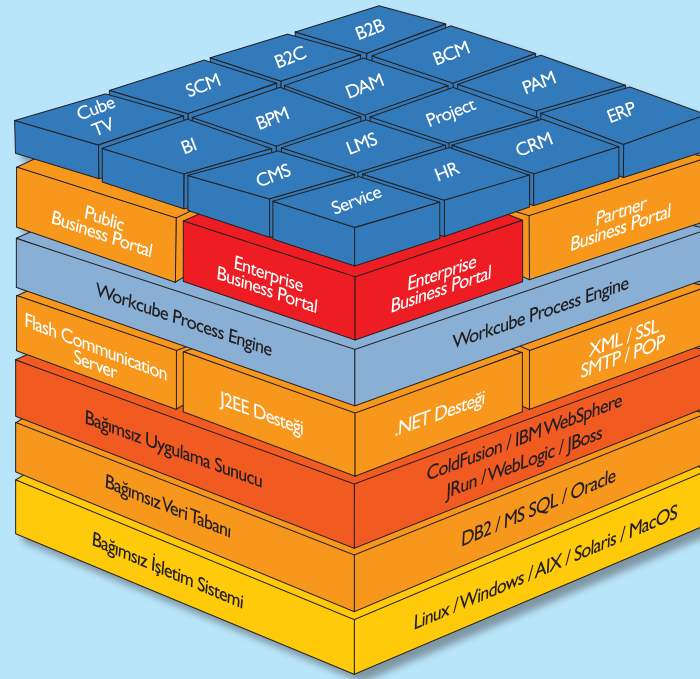 B2B
B2C
BCM
SCM
DAM
PAM
Cube
TV
BPM
Project
ERP
BI
LMS
CRM
CMS
HR
Service
Public
Business Portal
Enterprise
Business Portal
Enterprise
Business Portal
Partner
Business Portal
Workcube Process Engine
Workcube Process Engine
Flash Communication
Server
J2EE Desteği
.NET Desteği
XML / SSL
SMTP / POP
Bağımsız Uygulama Sunucu
ColdFusion / IBM WebSphere
JRun / WebLogic / JBoss
Bağımsız Veri Tabanı
DB2 / MS SQL / Oracle
Bağımsız İşletim Sistemi
Linux / Windows / AIX / Solaris / MacOS